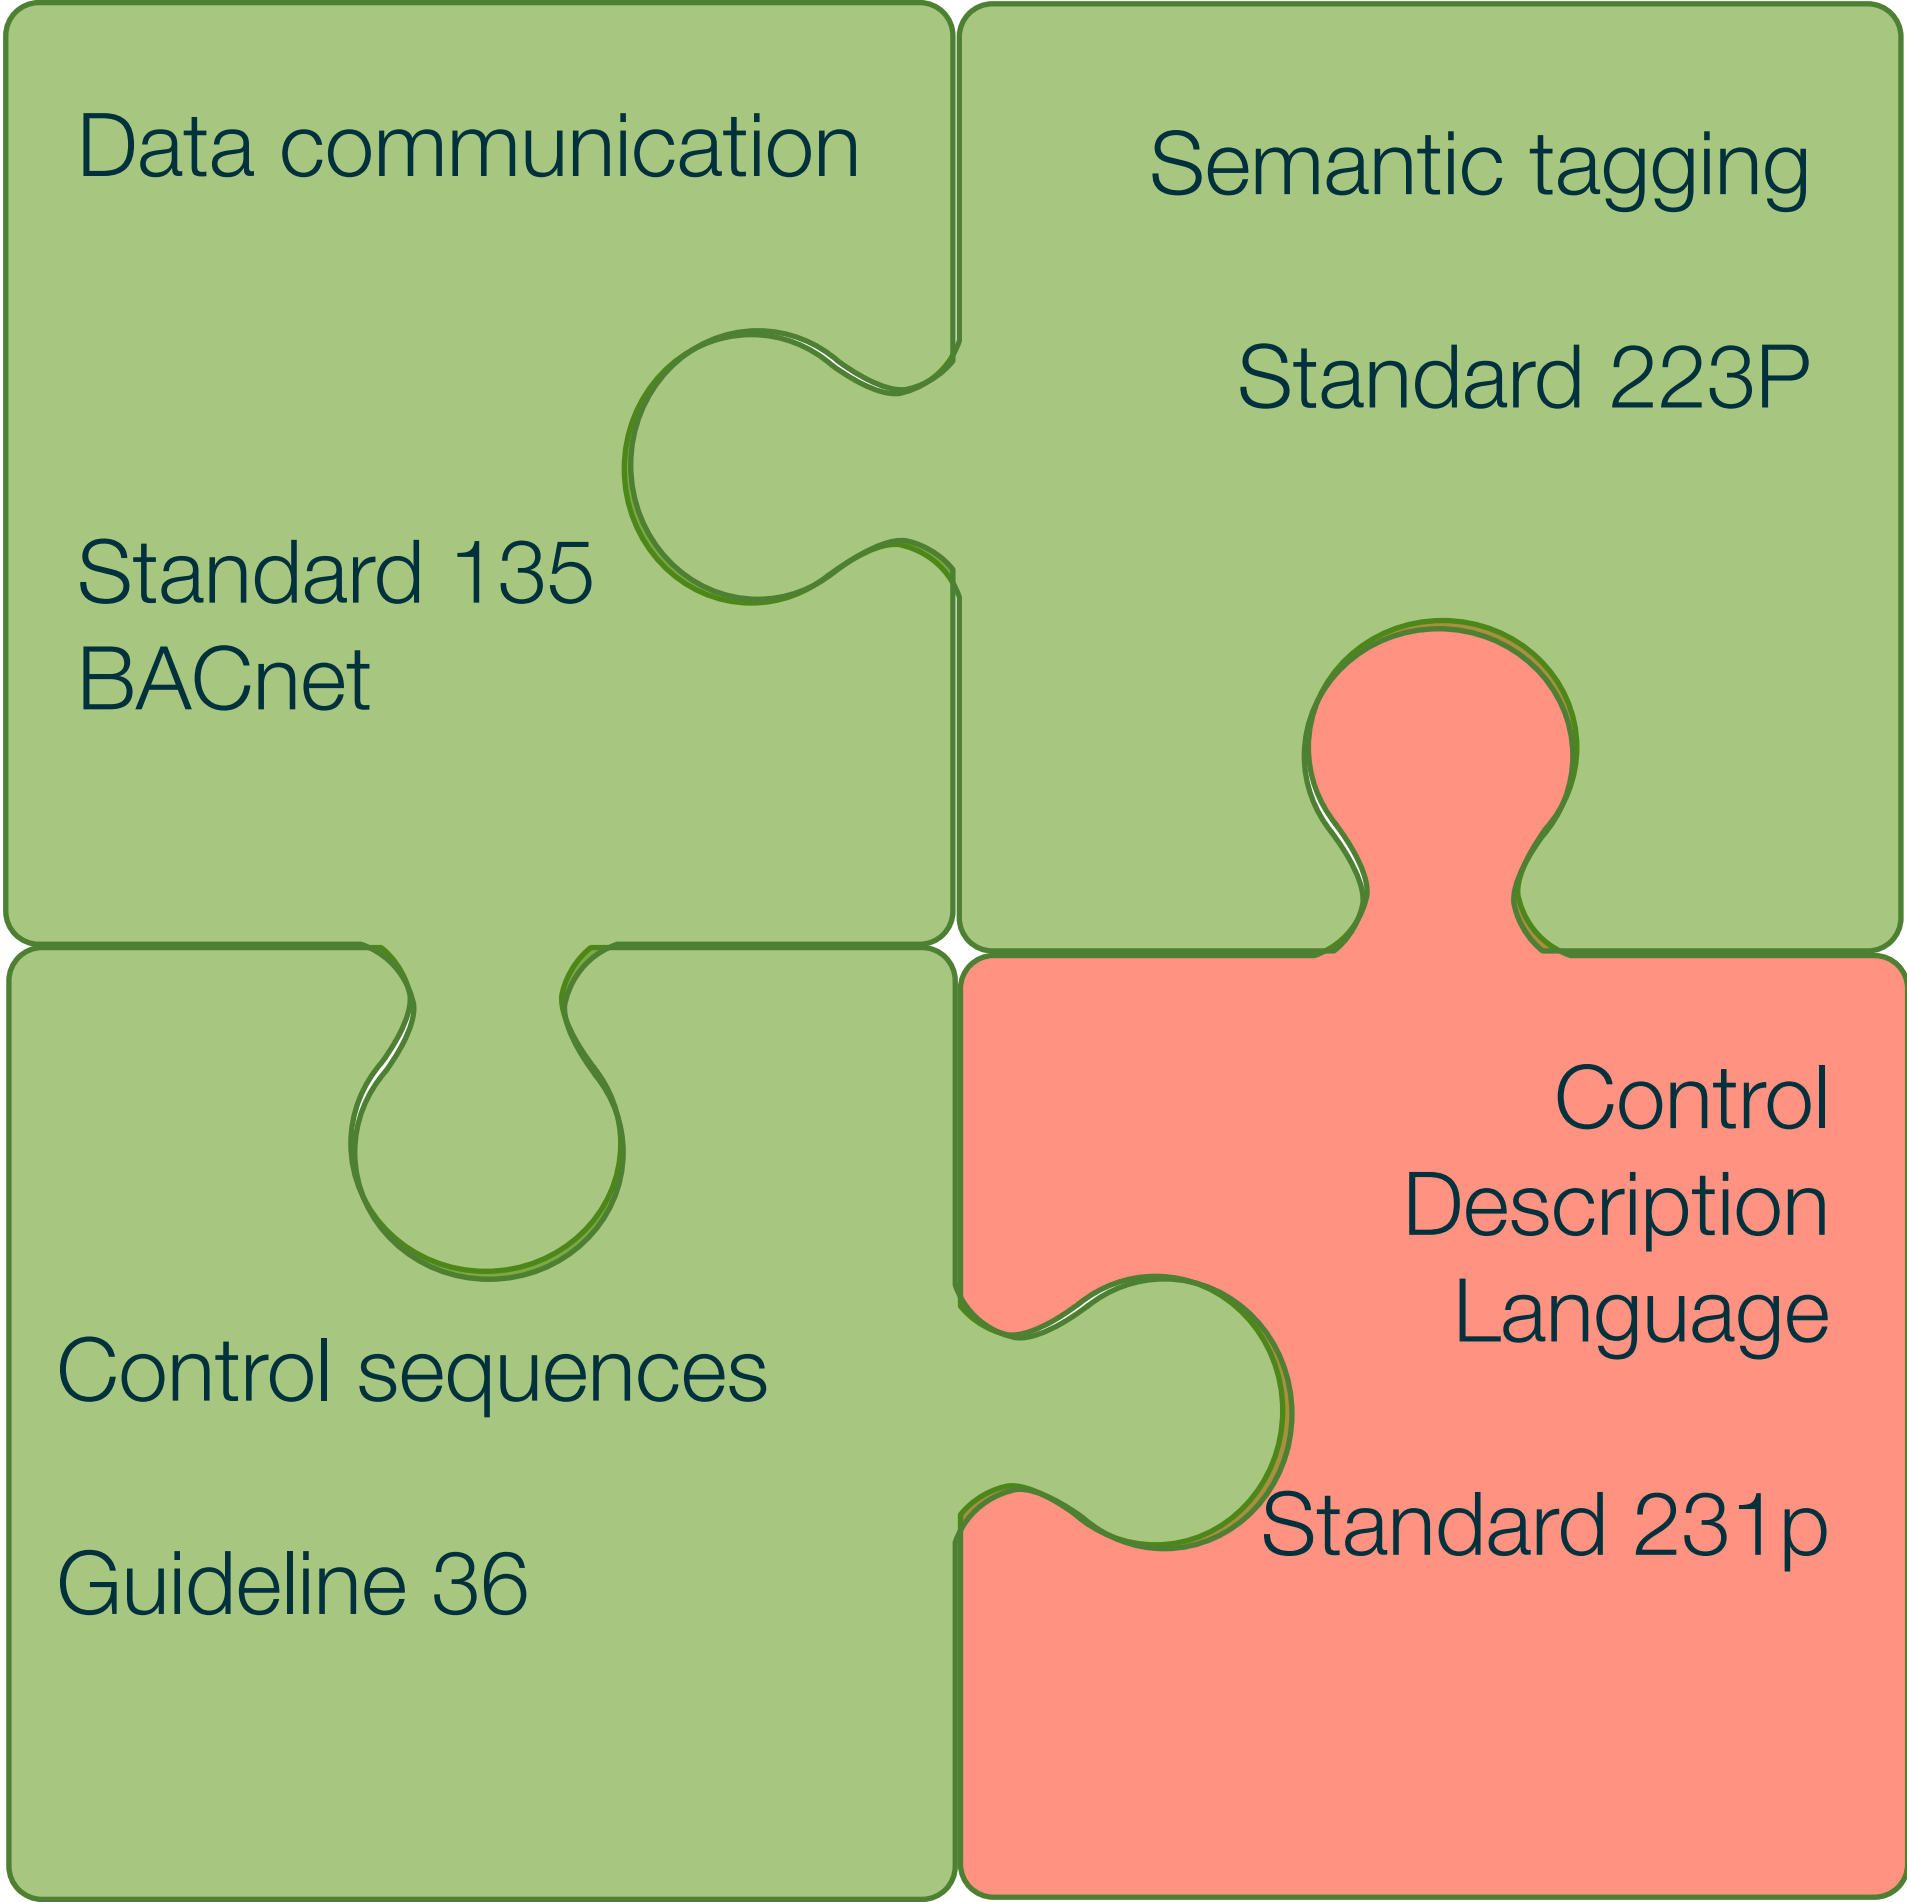 Data communication
Standard 135
BACnet
Semantic tagging
Standard 223P
Control sequences
Guideline 36
Control
Description
Language
Standard 231p